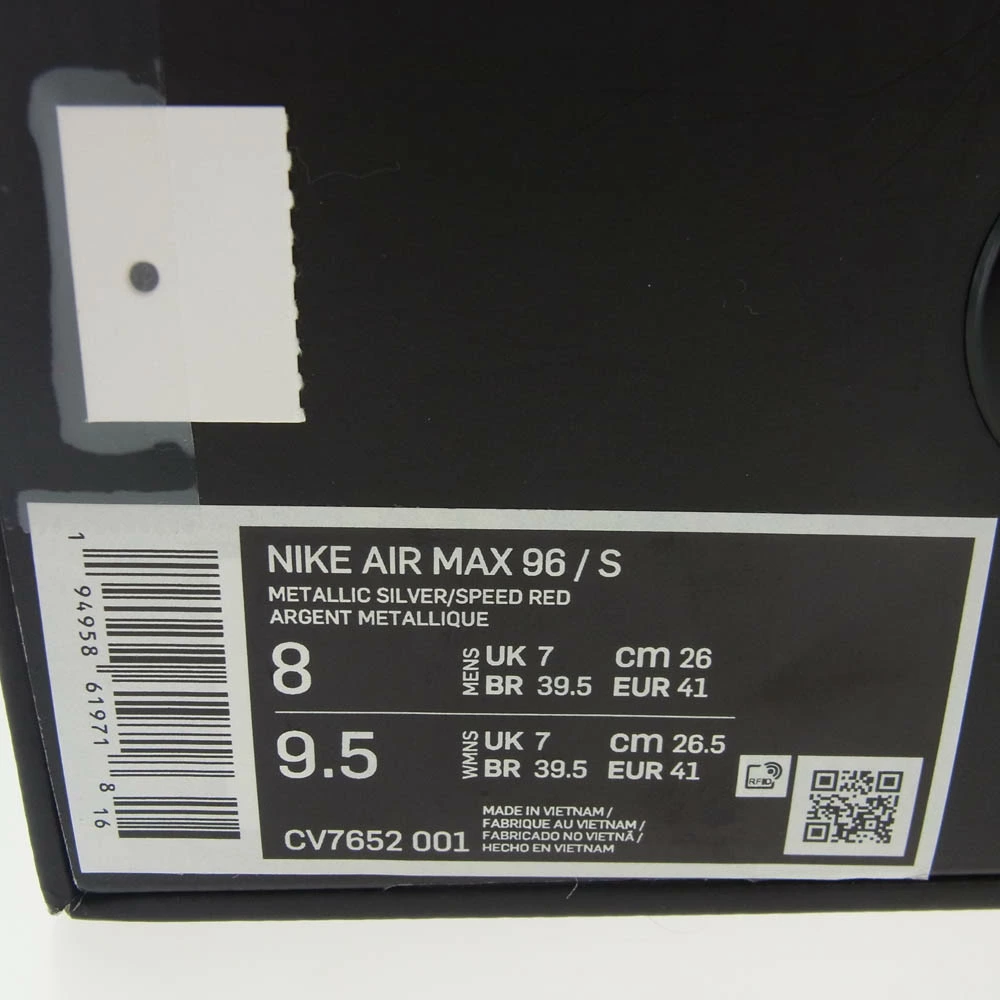 NIKE AIR MAX 96 / S
METALLIC SILVER/SPEED RED
ARGENT METALLIQUE
8 MENS UK 7 cm 26
BR 39.5 EUR 41
9.5 WMNS UK 7 cm 26.5
BR 39.5 EUR 41
RFID
CV7652 001
MADE IN VIETNAM /
FABRIQUE AU VIETNAM /
FABRICADO NO VIETNÃ /
HECHO EN VIETNAM
1 94958 61971 8 16